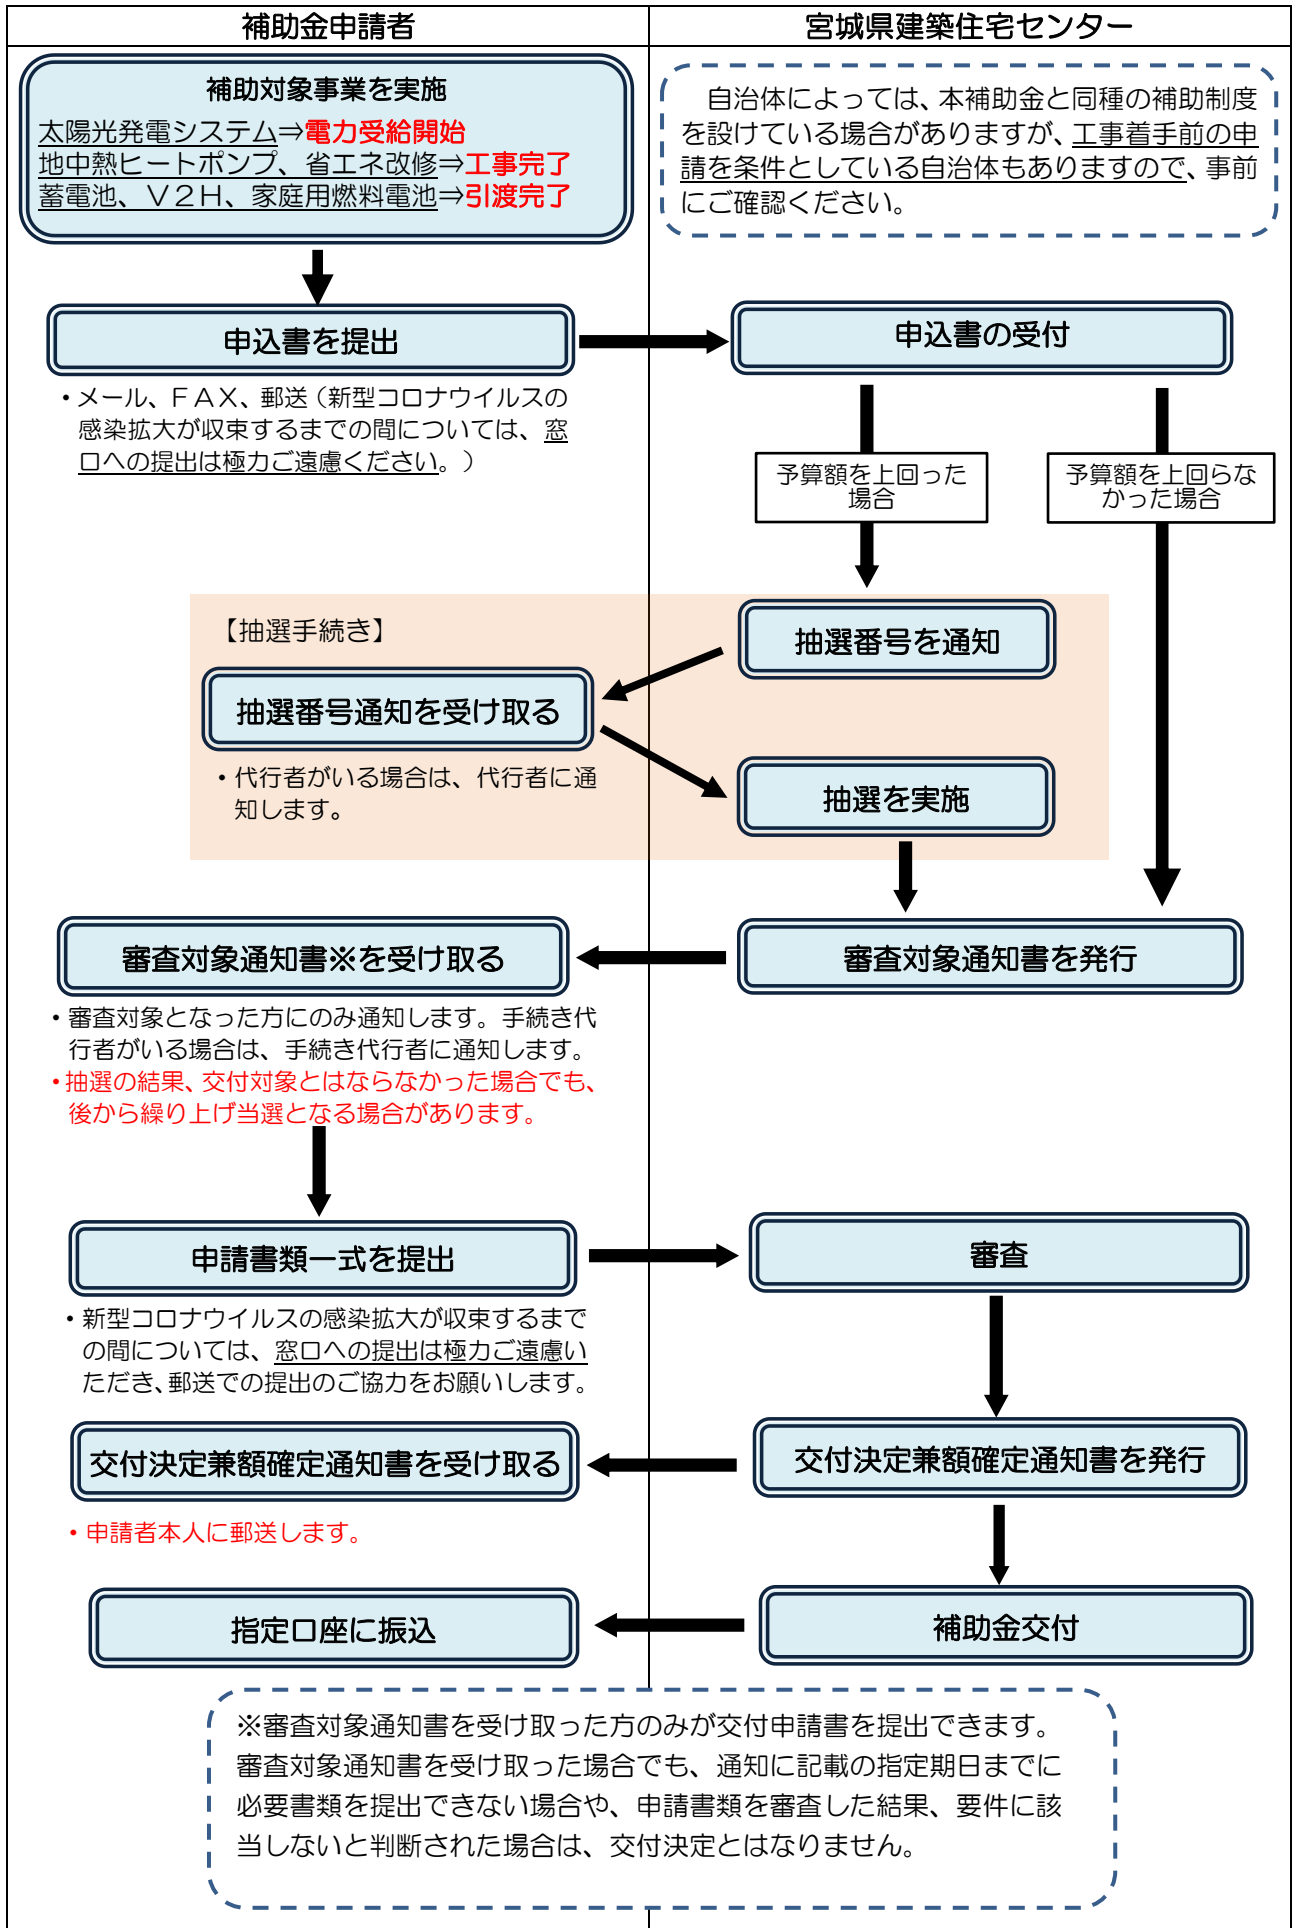 補助金申請者
宮城県建築住宅センター
補助対象事業を実施
太陽光発電システム⇒電力受給開始
地中熱ヒートポンプ、省エネ改修⇒工事完了
蓄電池、V2H、家庭用燃料電池⇒引渡完了
自治体によっては、本補助金と同種の補助制度
を設けている場合がありますが、工事着手前の申
請を条件としている自治体もありますので、事前
にご確認ください。
申込書を提出
申込書の受付
・メール、FAX、郵送（新型コロナウイルスの
感染拡大が収束するまでの間については、窓
口への提出は極力ご遠慮ください。）
予算額を上回った
場合
予算額を上回らな
かった場合
【抽選手続き】
抽選番号を通知
抽選番号通知を受け取る
・代行者がいる場合は、代行者に通
知します。
抽選を実施
審査対象通知書※を受け取る
審査対象通知書を発行
・審査対象となった方にのみ通知します。手続き代
行者がいる場合は、手続き代行者に通知します。
・抽選の結果、交付対象とはならなかった場合でも、
後から繰り上げ当選となる場合があります。
申請書類一式を提出
審査
・新型コロナウイルスの感染拡大が収束するまで
の間については、窓口への提出は極力ご遠慮い
ただき、郵送での提出のご協力をお願いします。
交付決定兼額確定通知書を受け取る
交付決定兼額確定通知書を発行
・申請者本人に郵送します。
指定口座に振込
補助金交付
※審査対象通知書を受け取った方のみが交付申請書を提出できます。
審査対象通知書を受け取った場合でも、通知に記載の指定期日までに
必要書類を提出できない場合や、申請書類を審査した結果、要件に該
当しないと判断された場合は、交付決定とはなりません。